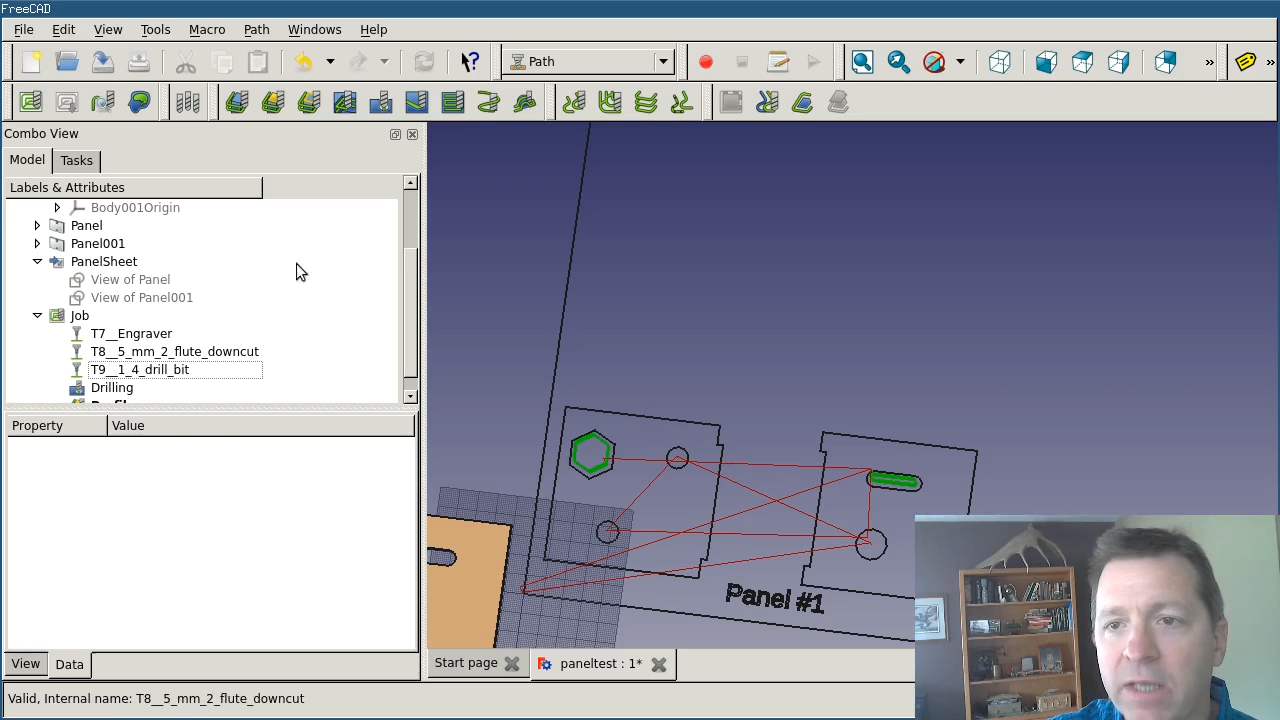 FreeCAD
File Edit View Tools Macro Path Windows Help
Path
»
»
Combo View
Model Tasks
Labels & Attributes
Body001Origin
Panel
Panel001
PanelSheet
View of Panel
View of Panel001
Job
T7__Engraver
T8__5_mm_2_flute_downcut
T9__1_4_drill_bit
Drilling
Property Value
Panel #1
View Data
Start page paneltest : 1*
Valid, Internal name: T8__5_mm_2_flute_downcut